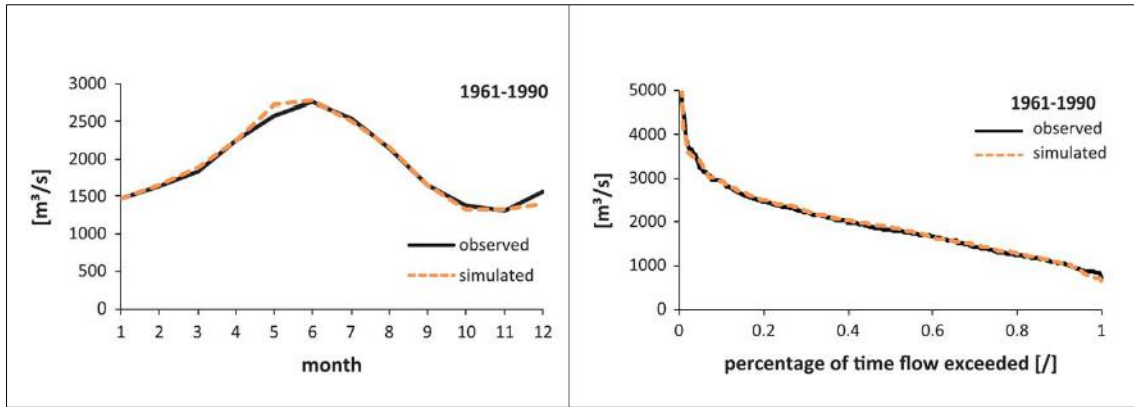 3000
2500
2000
1500
1000
500
0
[m³/s]
1961-1990
observed
simulated
1 2 3 4 5 6 7 8 9 10 11 12
month
5000
4000
3000
2000
1000
0
[m³/s]
1961-1990
observed
simulated
0 0.2 0.4 0.6 0.8 1
percentage of time flow exceeded [/]